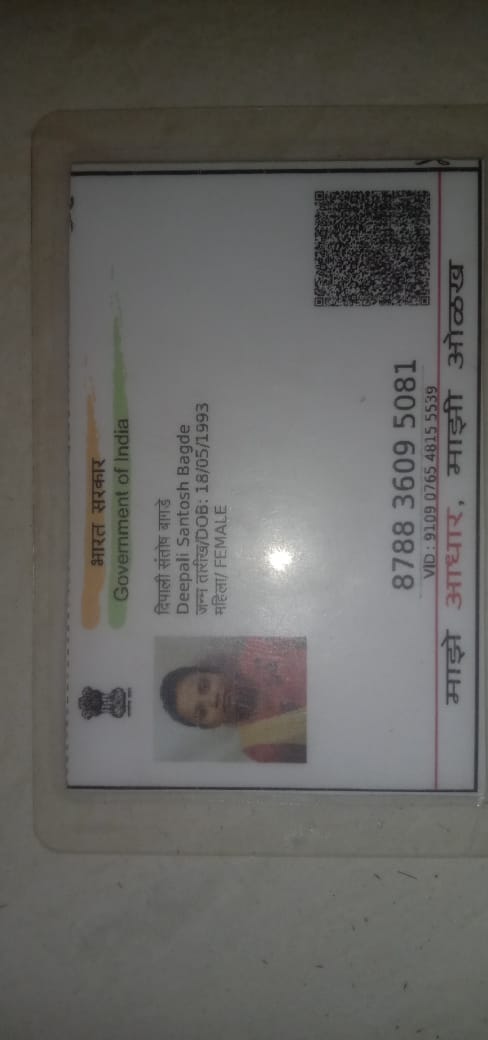 भारत सरकार
Government of India
दिपाली संतोष बागडे
Deepali Santosh Bagde
जन्म तारीख/DOB: 18/05/1993
महिला/ FEMALE
8788 3609 5081
VID : 9109 0765 4815 5539
माझे आधार, माझी ओळख